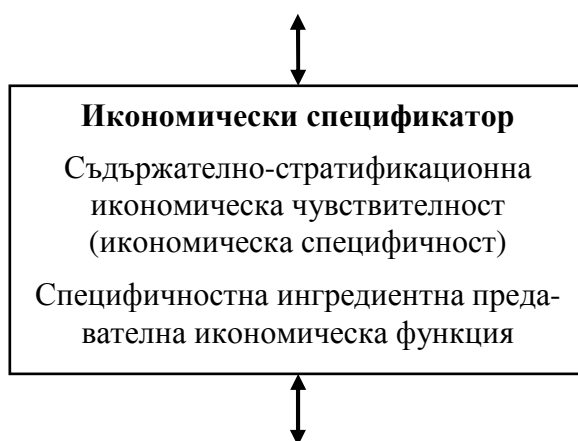 Икономически спецификатор
Съдържателно-стратификационна
икономическа чувствителност
(икономическа специфичност)
Специфичностна ингредиентна преда-
вателна икономическа функция